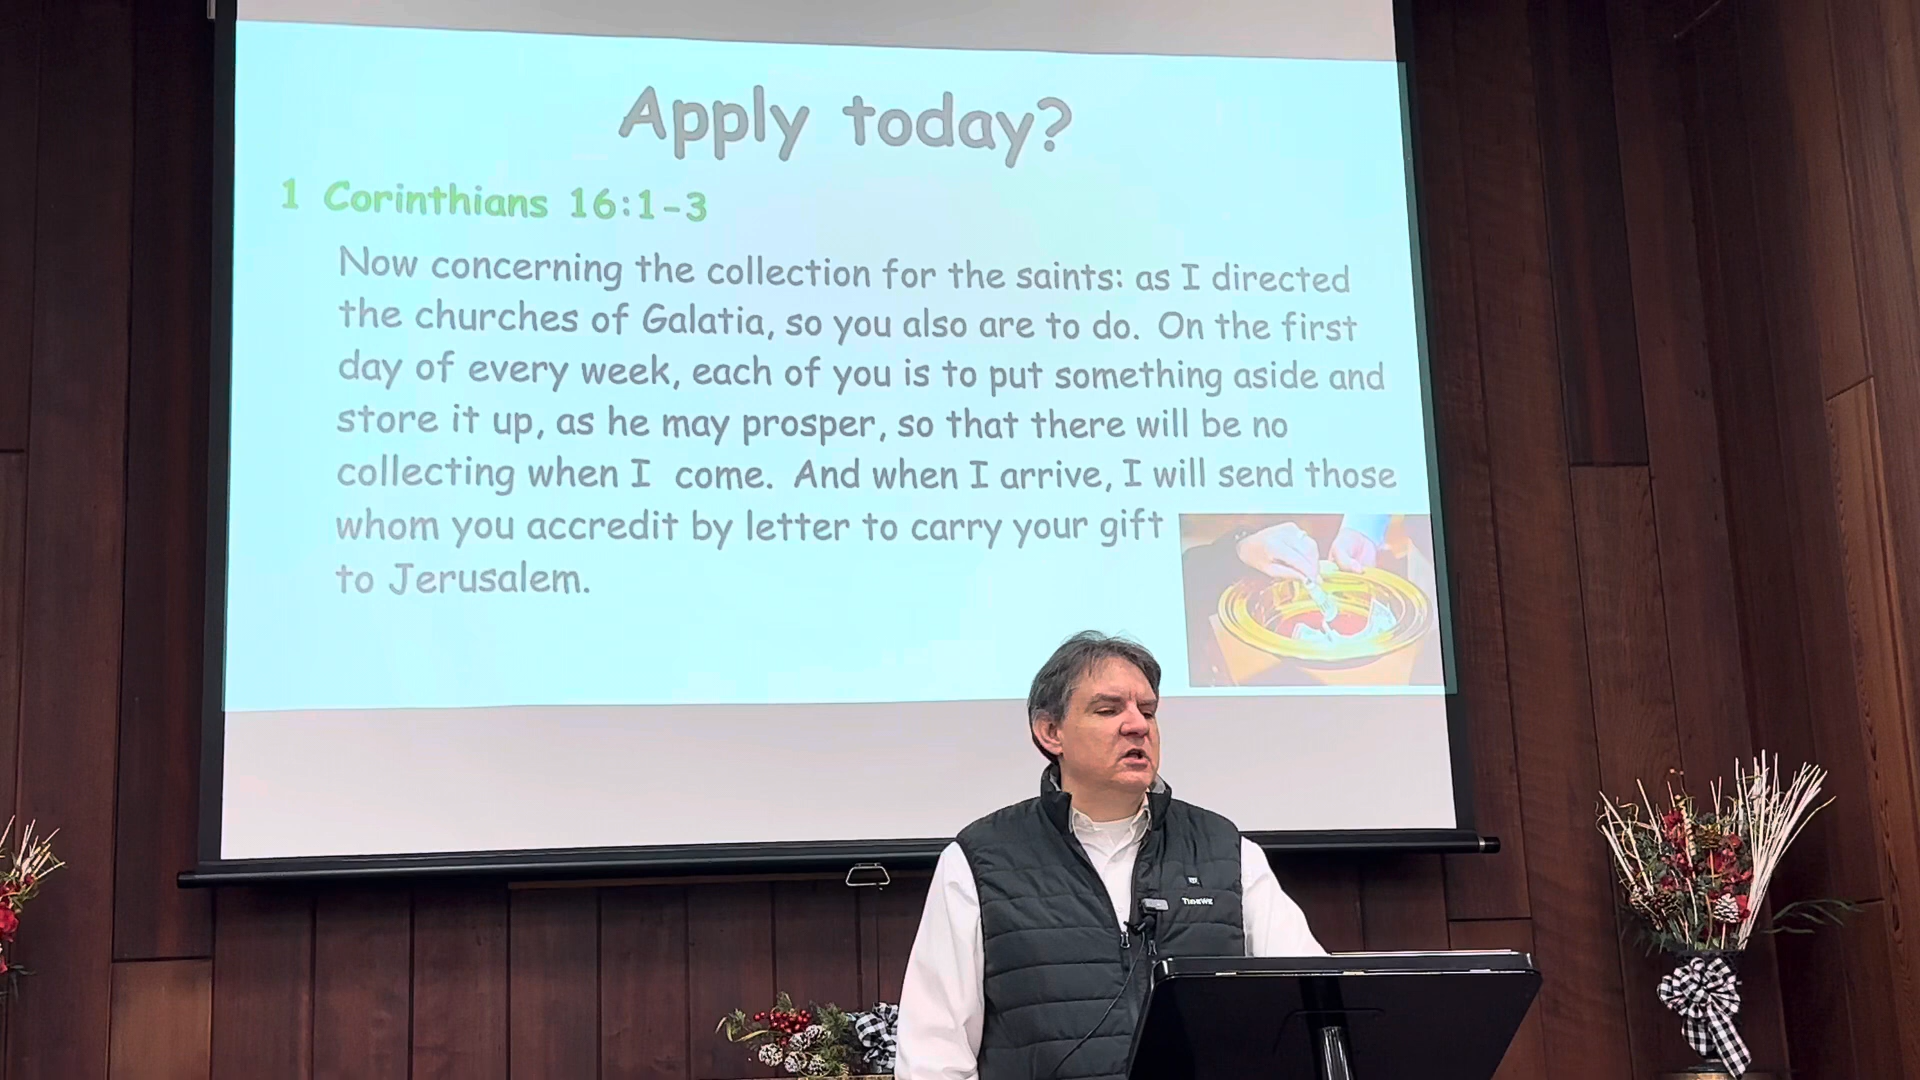 Apply today?
1 Corinthians 16:1-3
Now concerning the collection for the saints: as I directed
the churches of Galatia, so you also are to do. On the first
day of every week, each of you is to put something aside and
store it up, as he may prosper, so that there will be no
collecting when I come. And when I arrive, I will send those
whom you accredit by letter to carry your gift
to Jerusalem.